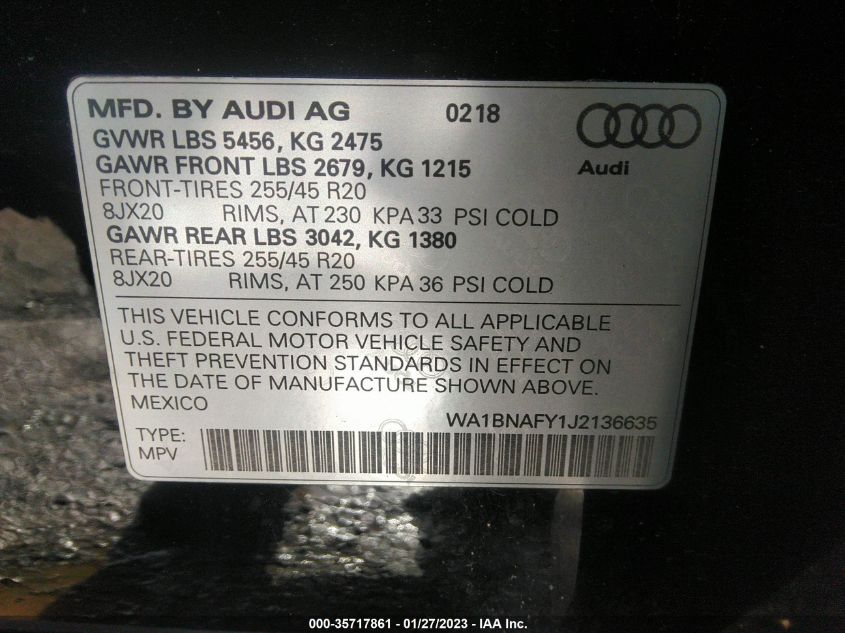 MFD. BY AUDI AG 0218
GVWR LBS 5456, KG 2475
GAWR FRONT LBS 2679, KG 1215
Audi
FRONT-TIRES 255/45 R20
8JX20 RIMS, AT 230 KPA 33 PSI COLD
GAWR REAR LBS 3042, KG 1380
REAR-TIRES 255/45 R20
8JX20 RIMS, AT 250 KPA 36 PSI COLD
THIS VEHICLE CONFORMS TO ALL APPLICABLE
U.S. FEDERAL MOTOR VEHICLE SAFETY AND
THEFT PREVENTION STANDARDS IN EFFECT ON
THE DATE OF MANUFACTURE SHOWN ABOVE.
MEXICO
WA1BNAFY1J2136635
TYPE:
MPV
000-35717861 - 01/27/2023 - IAA Inc.